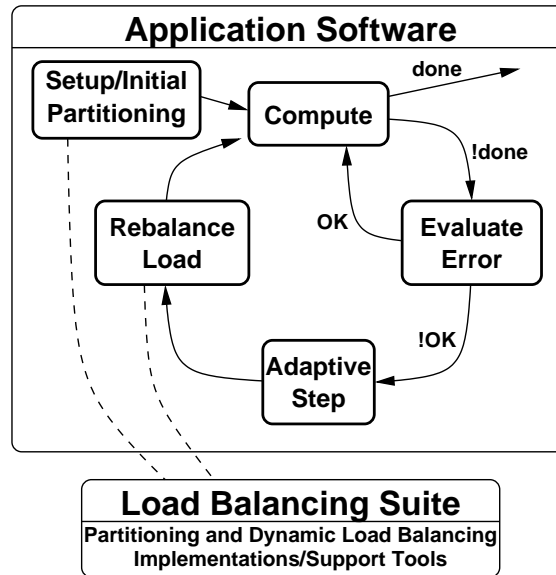 Application Software
Setup/Initial
Partitioning
done
Compute
!done
OK
Rebalance
Load
Evaluate
Error
!OK
Adaptive
Step
Load Balancing Suite
Partitioning and Dynamic Load Balancing
Implementations/Support Tools